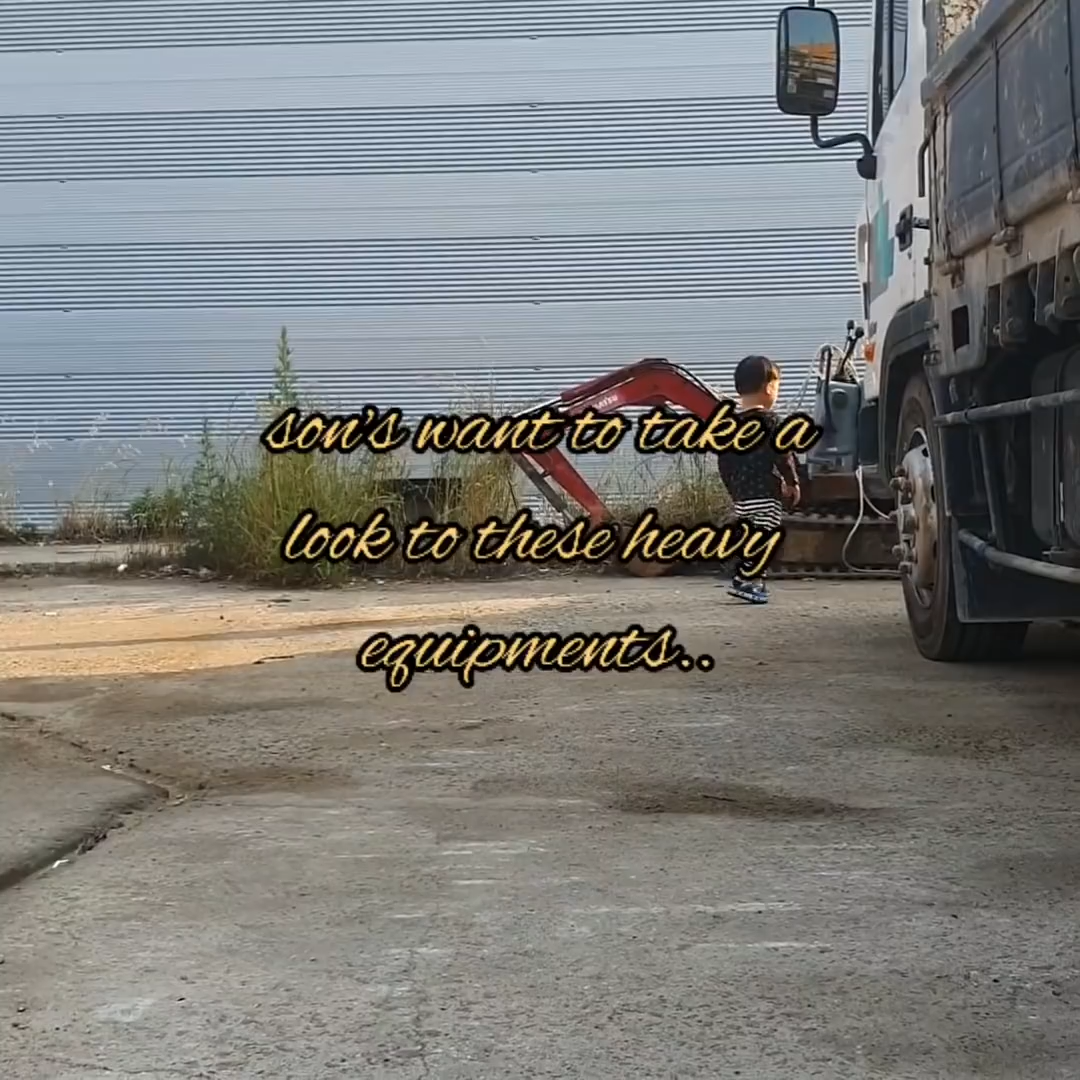 son's want to take a
look to these heavy
equipments..